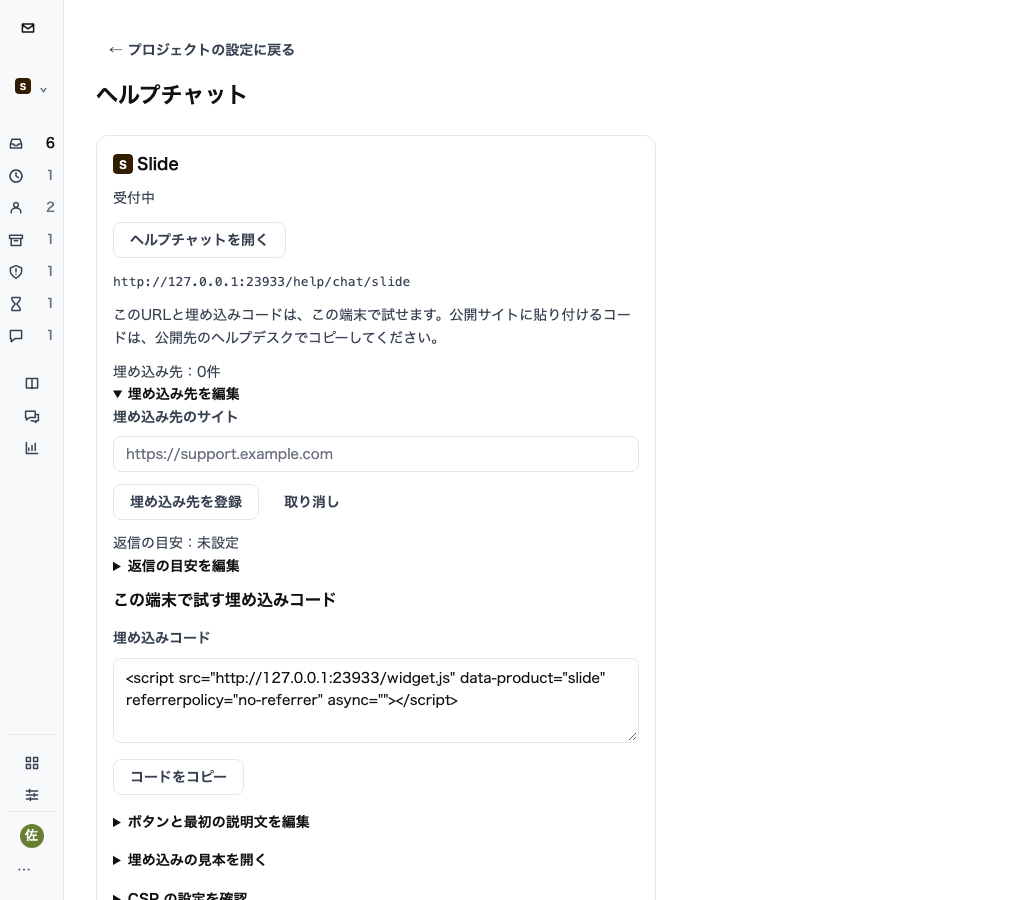 ← プロジェクトの設定に戻る
ヘルプチャット
S
6
1
2
1
1
1
1
S Slide
受付中
ヘルプチャットを開く
http://127.0.0.1:23933/help/chat/slide
このURLと埋め込みコードは、この端末で試せます。公開サイトに貼り付けるコー
ドは、公開先のヘルプデスクでコピーしてください。
埋め込み先：0件
▼ 埋め込み先を編集
埋め込み先のサイト
https://support.example.com
埋め込み先を登録 取り消し
返信の目安：未設定
▶ 返信の目安を編集
この端末で試す埋め込みコード
埋め込みコード
<script src="http://127.0.0.1:23933/widget.js" data-product="slide"
referrerpolicy="no-referrer" async=""></script>
コードをコピー
▶ ボタンと最初の説明文を編集
▶ 埋め込みの見本を開く
▶ CSP の設定を確認
佐
…